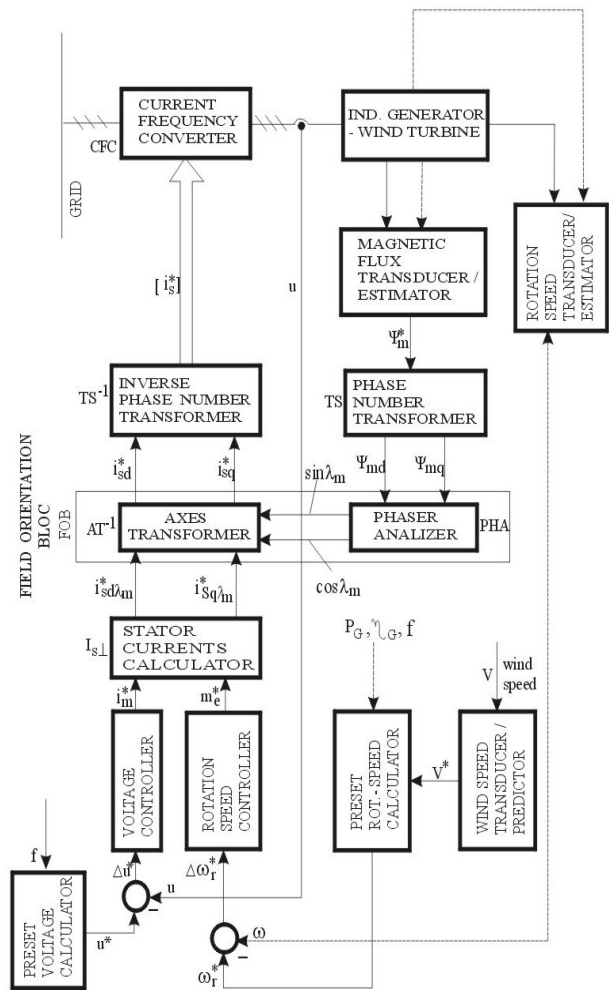 CURRENT
FREQUENCY
CONVERTER
CFC
GRID
IND. GENERATOR
- WIND TURBINE
ROTATION
SPEED
TRANSDUCER/
ESTIMATOR
MAGNETIC
FLUX
TRANSDUCER /
ESTIMATOR
[ i*s ]
u
Ψ*m
TS-1
INVERSE
PHASE NUMBER
TRANSFORMER
TS
PHASE
NUMBER
TRANSFORMER
i*sd
i*sq
sinλm
Ψmd
Ψmq
FIELD ORIENTATION
BLOC
FOB
AT-1
AXES
TRANSFORMER
PHASER
ANALIZER
PHA
cosλm
i*sdλm
i*Sqλm
Is⊥
STATOR
CURRENTS
CALCULATOR
PG, ηG, f
V
wind
speed
i*m
m*e
VOLTAGE
CONTROLLER
ROTATION
SPEED
CONTROLLER
PRESET
ROT.- SPEED
CALCULATOR
V*
WIND SPEED
TRANSDUCER /
PREDICTOR
f
Δu*
u
Δω*r
PRESET
VOLTAGE
CALCULATOR
u*
−
ω
−
ω*r